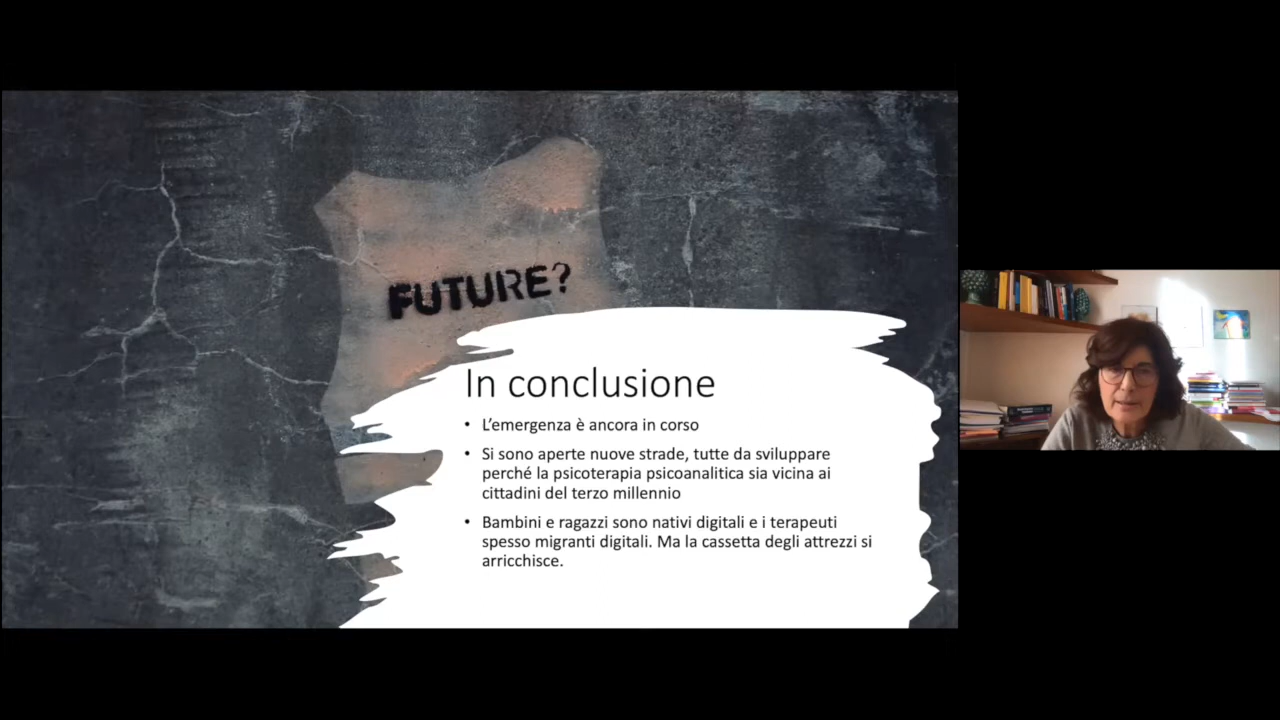 FUTURE?
In conclusione
• L'emergenza è ancora in corso
• Si sono aperte nuove strade, tutte da sviluppare
perché la psicoterapia psicoanalitica sia vicina ai
cittadini del terzo millennio
• Bambini e ragazzi sono nativi digitali e i terapeuti
spesso migranti digitali. Ma la cassetta degli attrezzi si
arricchisce.